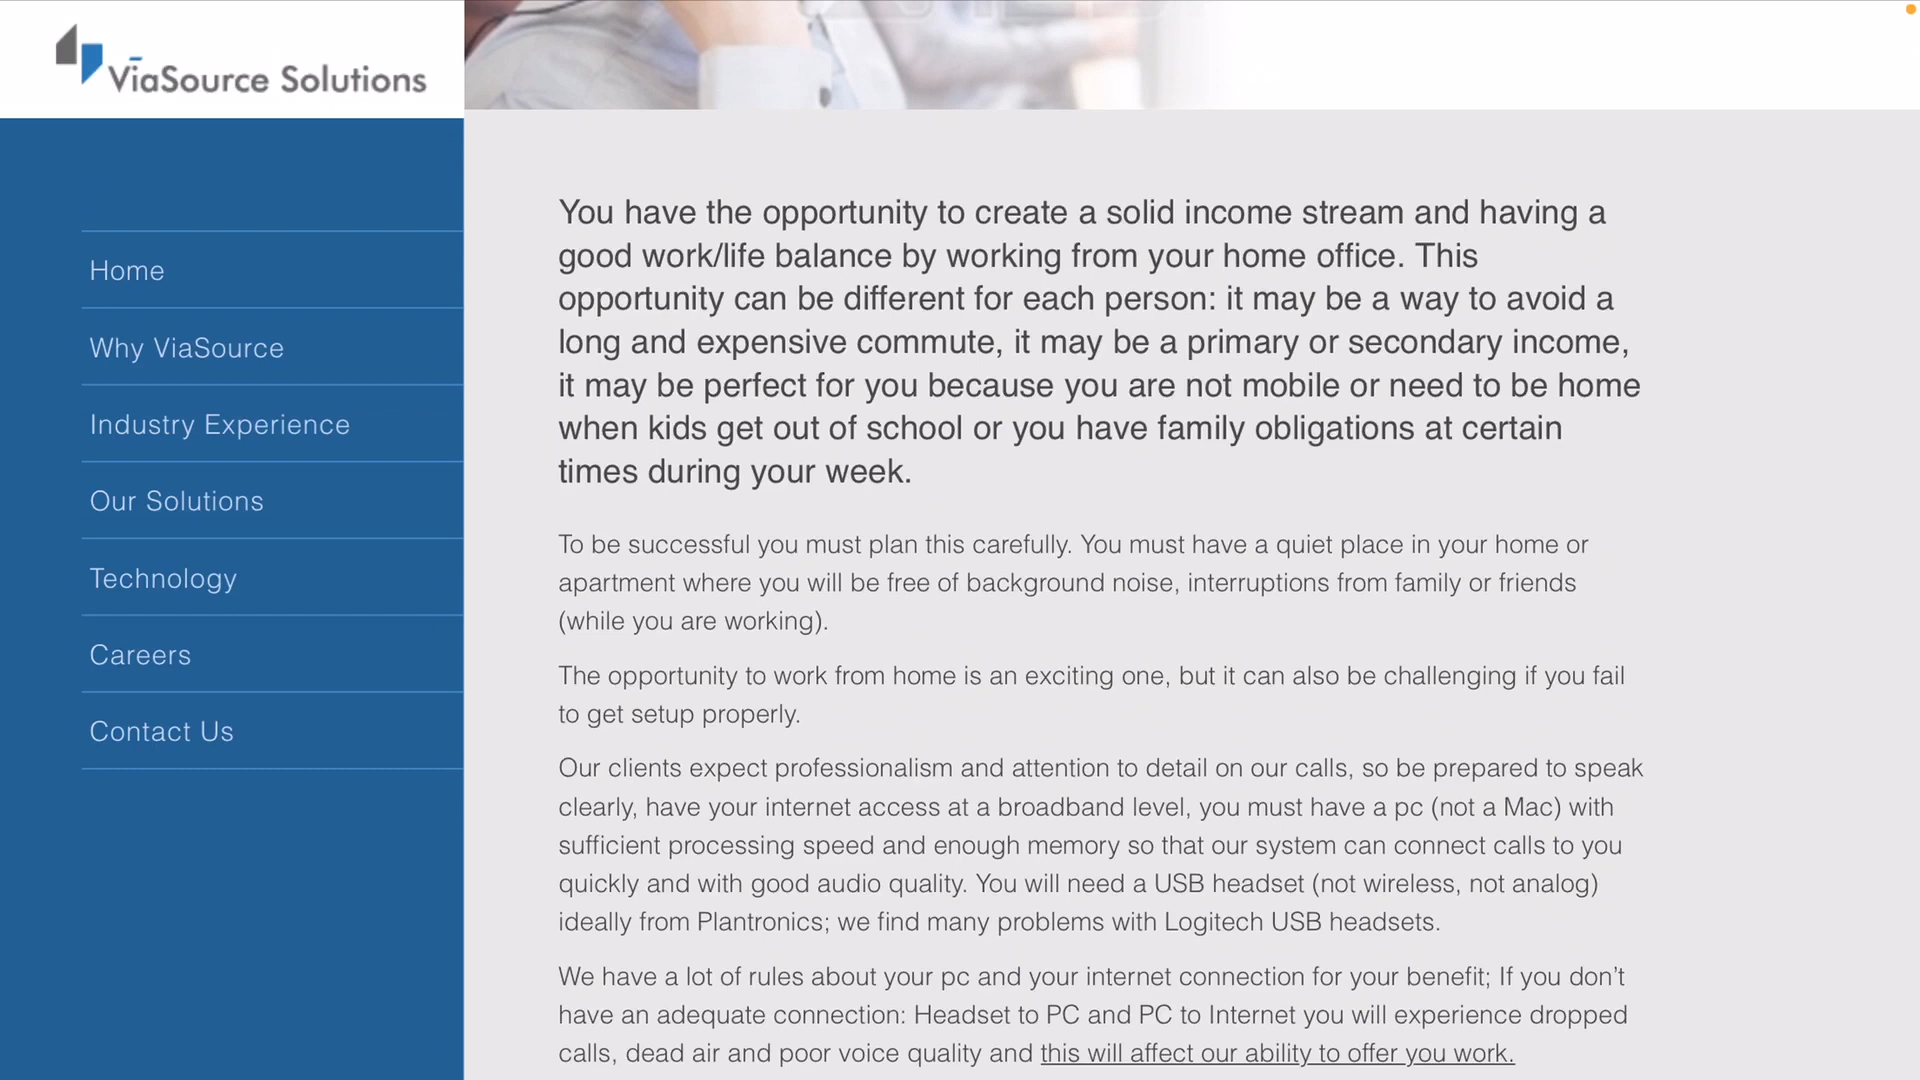 ViaSource Solutions
Home
Why ViaSource
Industry Experience
Our Solutions
Technology
Careers
Contact Us
You have the opportunity to create a solid income stream and having a
good work/life balance by working from your home office. This
opportunity can be different for each person: it may be a way to avoid a
long and expensive commute, it may be a primary or secondary income,
it may be perfect for you because you are not mobile or need to be home
when kids get out of school or you have family obligations at certain
times during your week.
To be successful you must plan this carefully. You must have a quiet place in your home or
apartment where you will be free of background noise, interruptions from family or friends
(while you are working).
The opportunity to work from home is an exciting one, but it can also be challenging if you fail
to get setup properly.
Our clients expect professionalism and attention to detail on our calls, so be prepared to speak
clearly, have your internet access at a broadband level, you must have a pc (not a Mac) with
sufficient processing speed and enough memory so that our system can connect calls to you
quickly and with good audio quality. You will need a USB headset (not wireless, not analog)
ideally from Plantronics; we find many problems with Logitech USB headsets.
We have a lot of rules about your pc and your internet connection for your benefit; If you don’t
have an adequate connection: Headset to PC and PC to Internet you will experience dropped
calls, dead air and poor voice quality and this will affect our ability to offer you work.